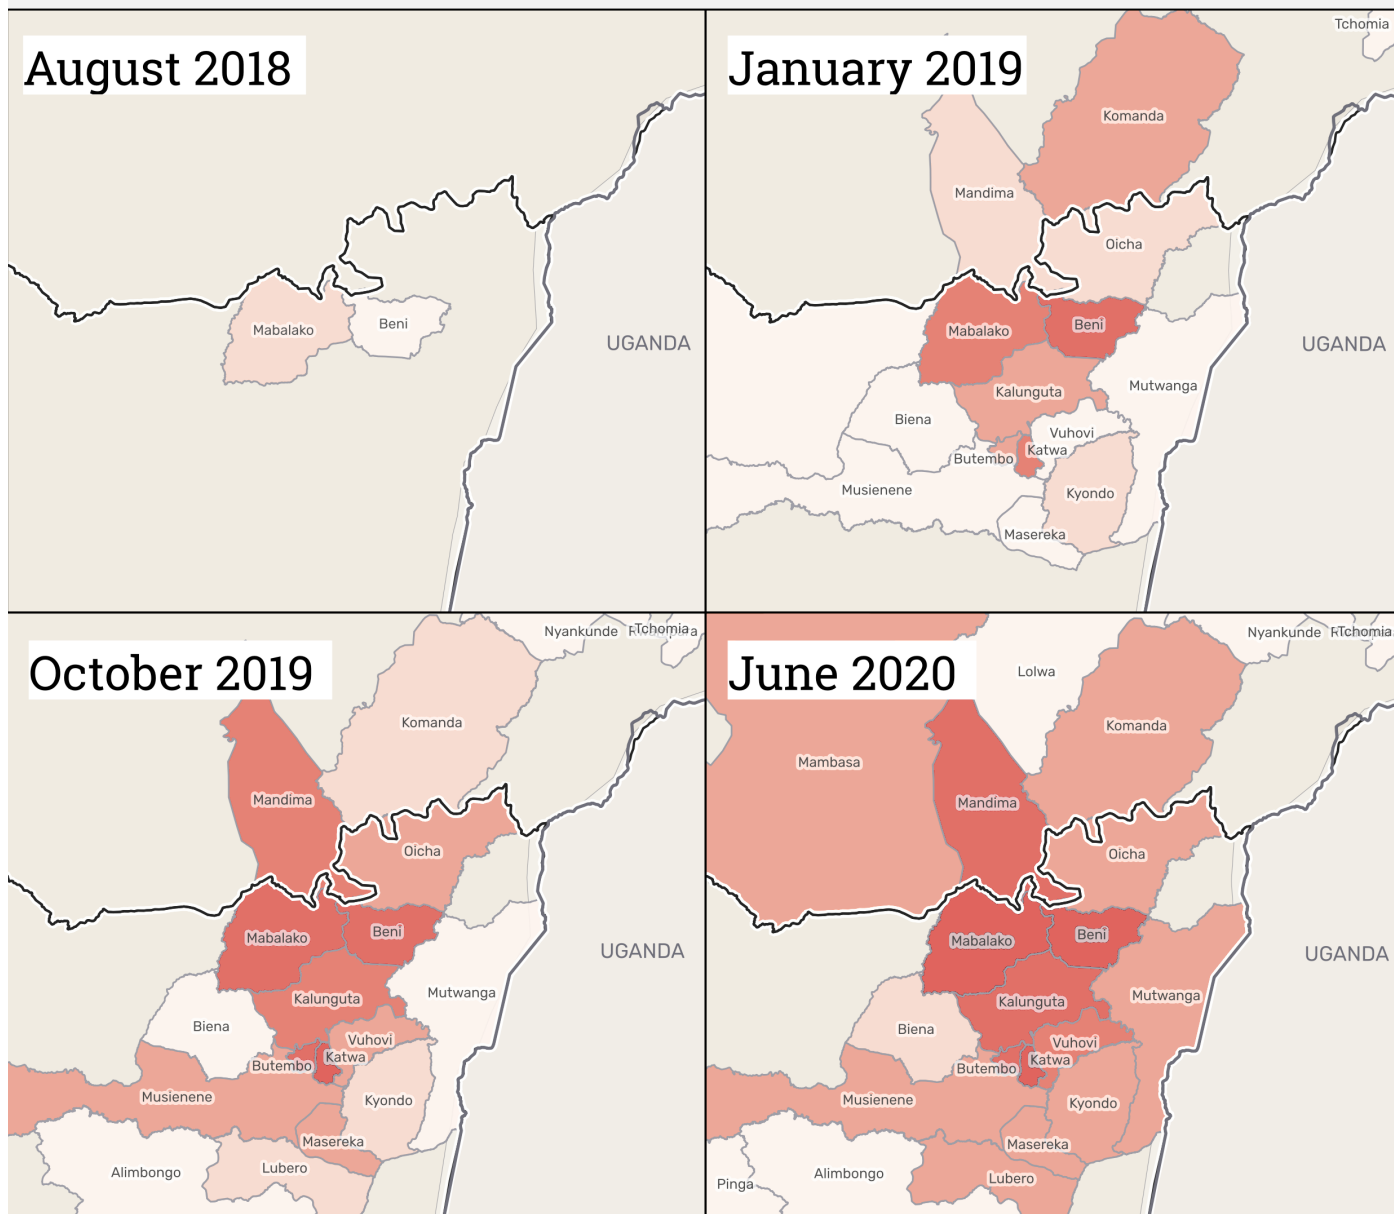 August 2018
Mabalako
Beni
UGANDA
January 2019
Tchomia
Komanda
Mandima
Oicha
Mabalako
Beni
UGANDA
Mutwanga
Kalunguta
Biena
Vuhovi
Katwa
Butembo
Musienene
Kyondo
Masereka
October 2019
Nyankunde
Tchomia
Komanda
Mandima
Oicha
Mabalako
Beni
UGANDA
Mutwanga
Kalunguta
Biena
Vuhovi
Katwa
Butembo
Musienene
Kyondo
Masereka
Lubero
Alimbongo
June 2020
Nyankunde
Tchomia
Lolwa
Komanda
Mambasa
Mandima
Oicha
Mabalako
Beni
UGANDA
Mutwanga
Kalunguta
Biena
Vuhovi
Katwa
Butembo
Musienene
Kyondo
Masereka
Lubero
Alimbongo
Pinga